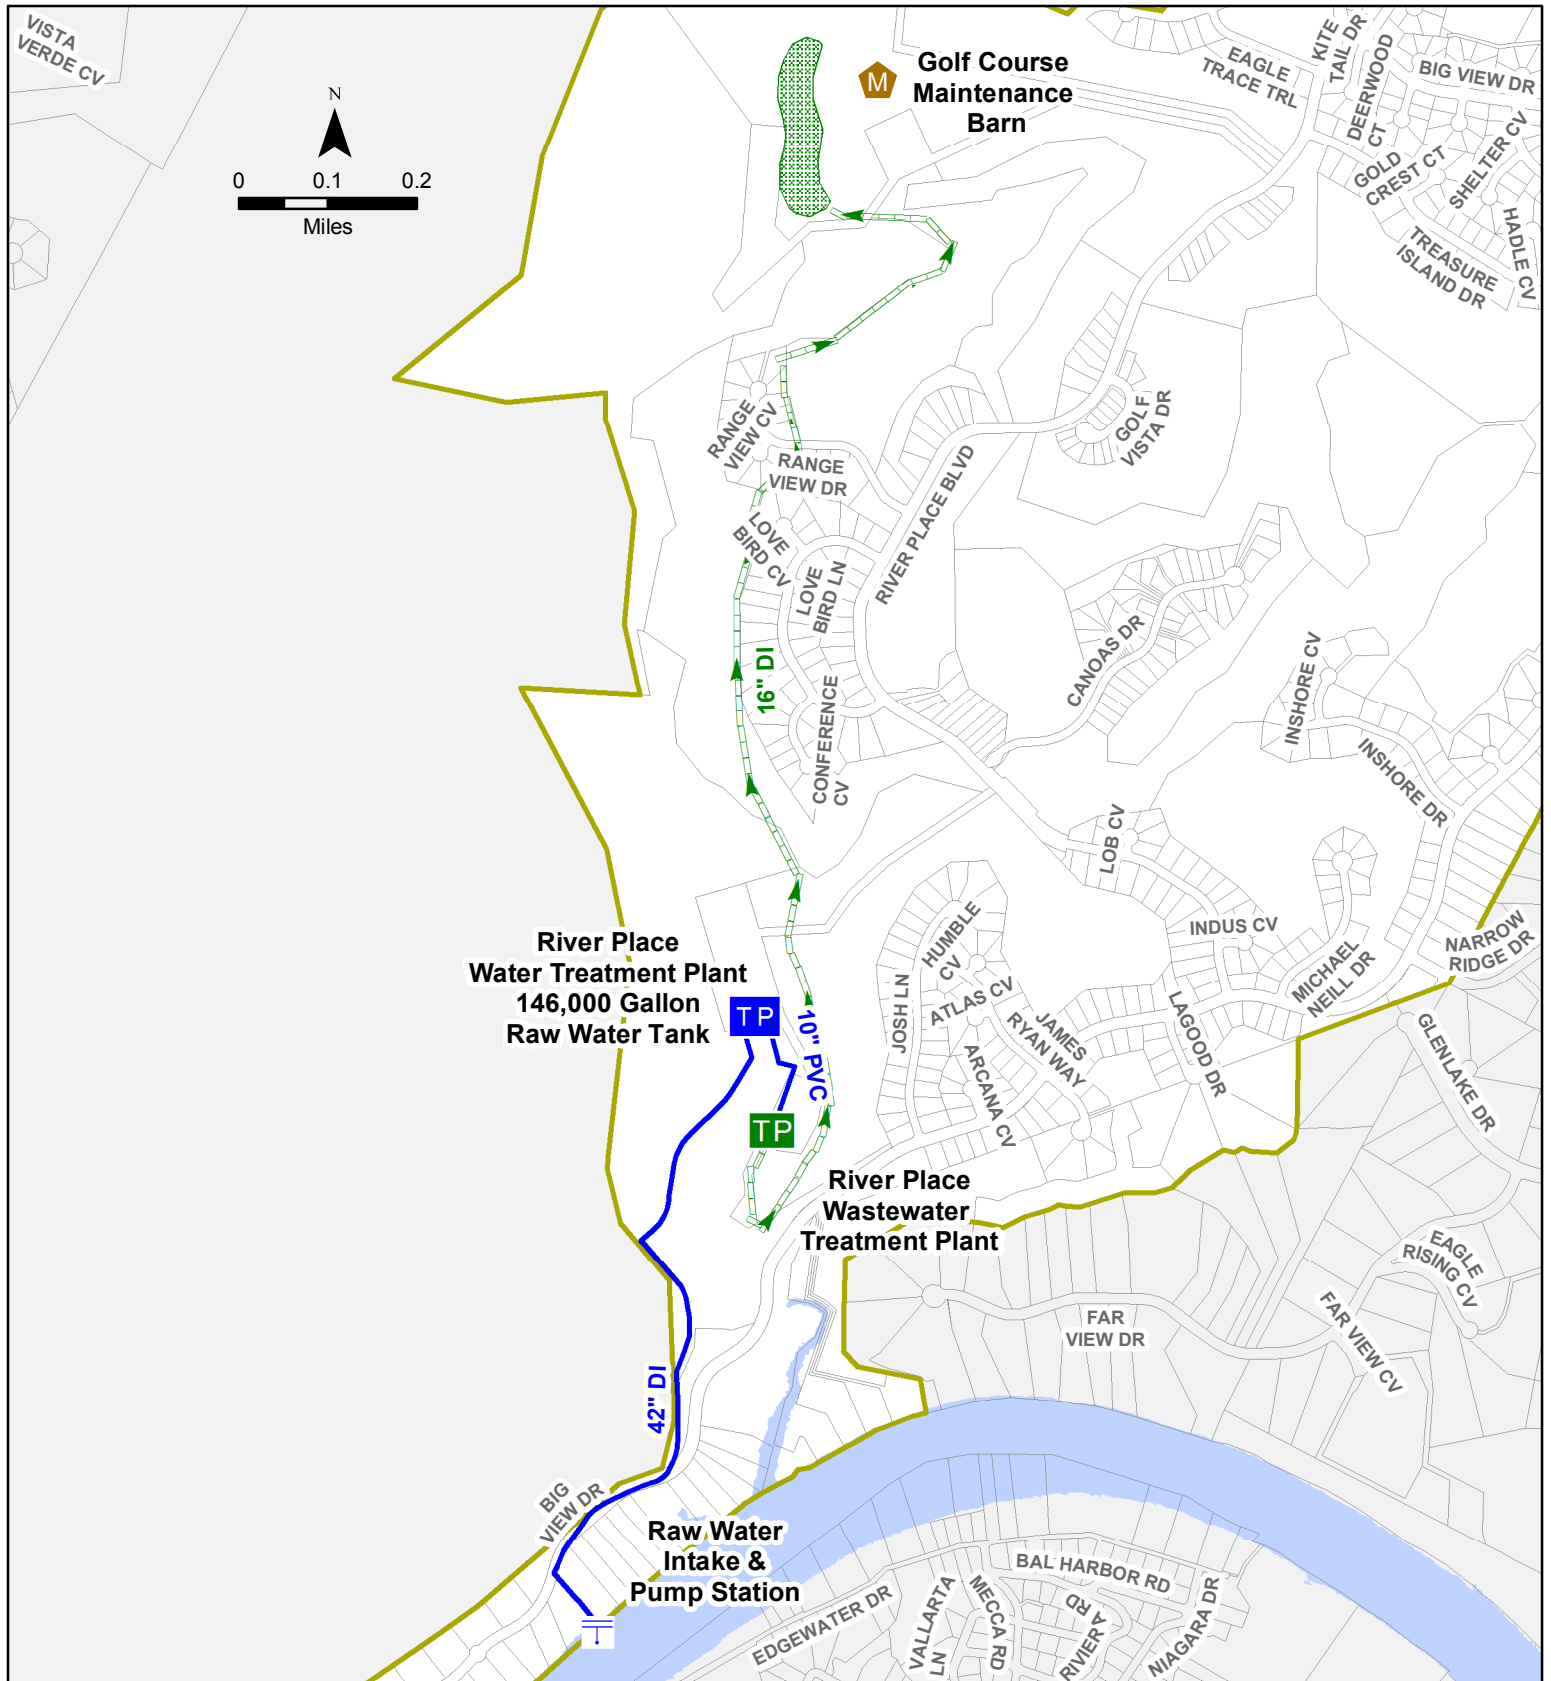 VISTA
VERDE CV
N
0 0.1 0.2
Miles
M
Golf Course
Maintenance
Barn
EAGLE
TRACE TRL
KITE
TAIL DR
DEERWOOD
CT
BIG VIEW DR
GOLD
CREST CT
SHELTER CV
HADLE CV
TREASURE
ISLAND DR
RANGE
VIEW CV
RANGE
VIEW DR
GOLF
VISTA DR
RIVER PLACE BLVD
LOVE
BIRD CV
LOVE
BIRD LN
16" DI
CONFERENCE
CV
CANOAS DR
INSHORE CV
INSHORE DR
LOB CV
INDUS CV
MICHAEL
NEILL DR
NARROW
RIDGE DR
HUMBLE
CV
JOSH LN
ATLAS CV
JAMES
RYAN WAY
ARCANA CV
LAGOOD DR
GLENLAKE DR
River Place
Water Treatment Plant
146,000 Gallon
Raw Water Tank
TP
10" PVC
TP
River Place
Wastewater
Treatment Plant
EAGLE
RISING CV
FAR
VIEW DR
FAR VIEW CV
42" DI
BIG
VIEW DR
Raw Water
Intake &
Pump Station
EDGEWATER DR
VALLARTA
LN
MECCA RD
BAL HARBOR RD
RIVIERA RD
NIAGARA DR